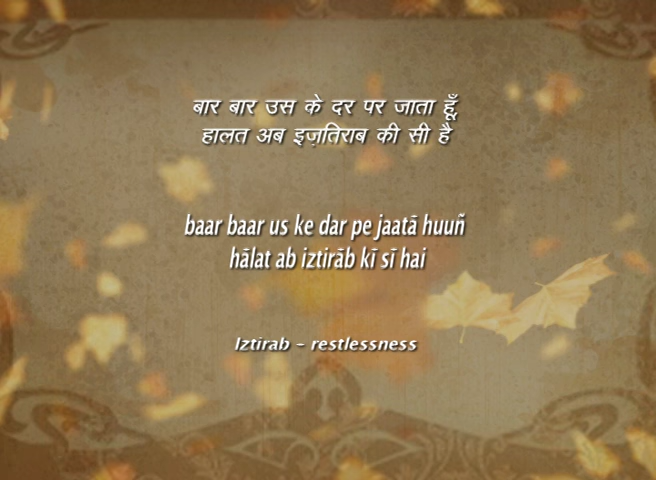 बार बार उस के दर पर जाता हूँ
हालत अब इज़तिराब की सी है
baar baar us ke dar pe jaatā huuñ
hālat ab iztirāb kī sī hai
Iztirab – restlessness